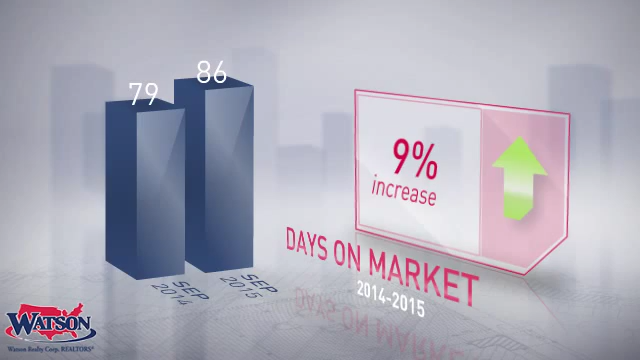 79
86
SEP
2014
SEP
2015
9%
increase
DAYS ON MARKET
2014-2015
WATSON
Watson Realty Corp. REALTORS®